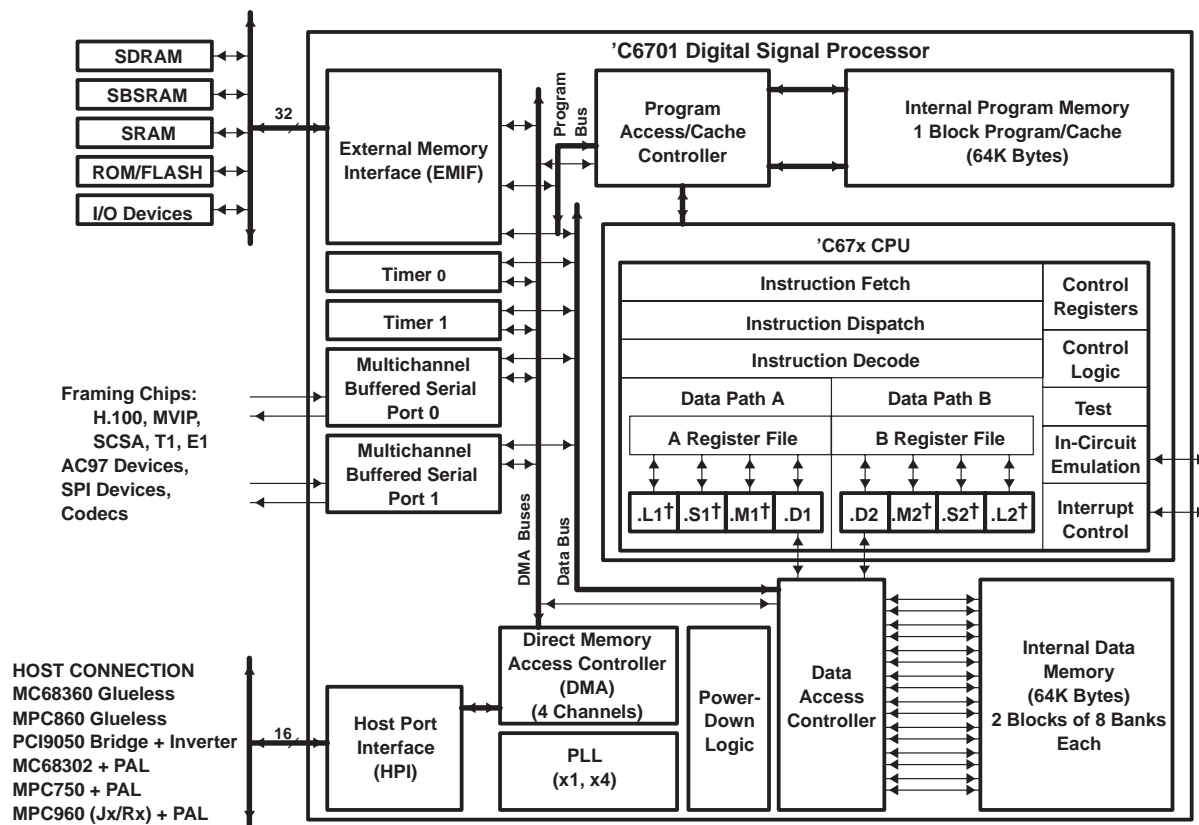 'C6701 Digital Signal Processor
SDRAM
SBSRAM
SRAM
ROM/FLASH
I/O Devices
32
External Memory
Interface (EMIF)
Program
Bus
Program
Access/Cache
Controller
Internal Program Memory
1 Block Program/Cache
(64K Bytes)
Timer 0
Timer 1
Multichannel
Buffered Serial
Port 0
Multichannel
Buffered Serial
Port 1
Framing Chips:
H.100, MVIP,
SCSA, T1, E1
AC97 Devices,
SPI Devices,
Codecs
DMA Buses
Data Bus
'C67x CPU
Instruction Fetch
Instruction Dispatch
Instruction Decode
Data Path A
Data Path B
A Register File
B Register File
.L1†
.S1†
.M1†
.D1
.D2
.M2†
.S2†
.L2†
Control
Registers
Control
Logic
Test
In-Circuit
Emulation
Interrupt
Control
HOST CONNECTION
MC68360 Glueless
MPC860 Glueless
PCI9050 Bridge + Inverter
MC68302 + PAL
MPC750 + PAL
MPC960 (Jx/Rx) + PAL
16
Host Port
Interface
(HPI)
Direct Memory
Access Controller
(DMA)
(4 Channels)
PLL
(x1, x4)
Power-
Down
Logic
Data
Access
Controller
Internal Data
Memory
(64K Bytes)
2 Blocks of 8 Banks
Each